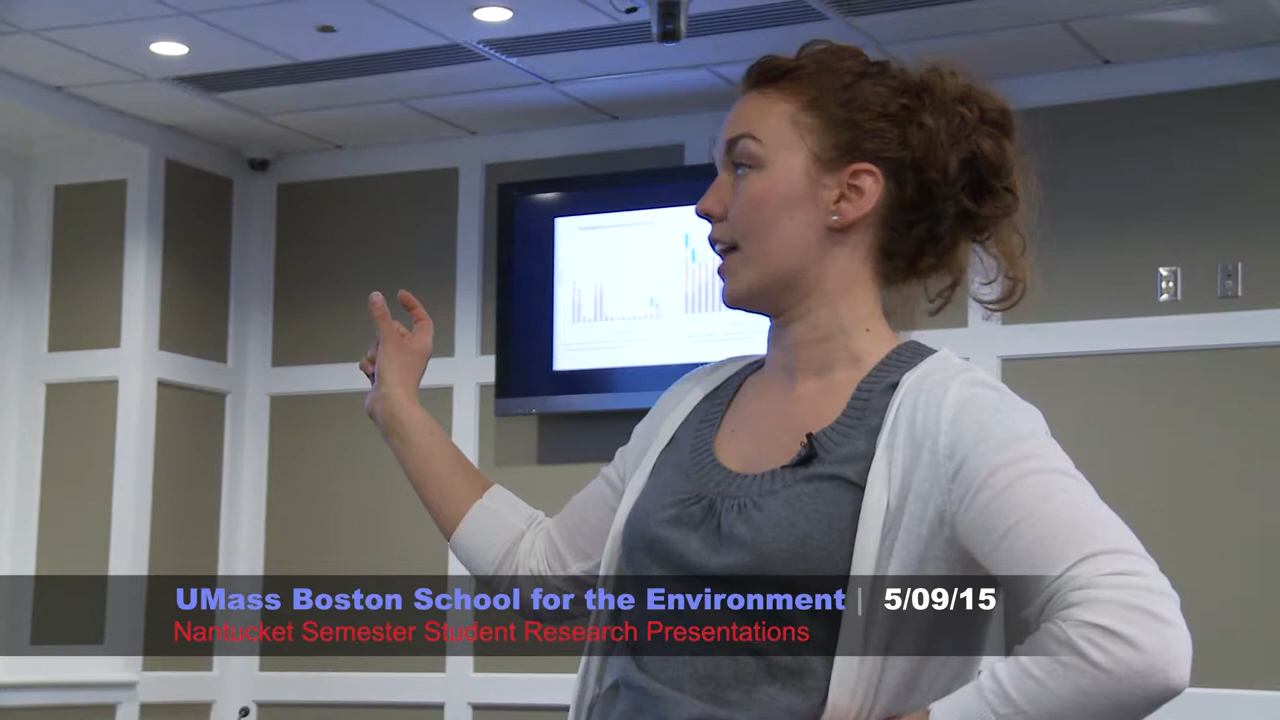 UMass Boston School for the Environment | 5/09/15
Nantucket Semester Student Research Presentations